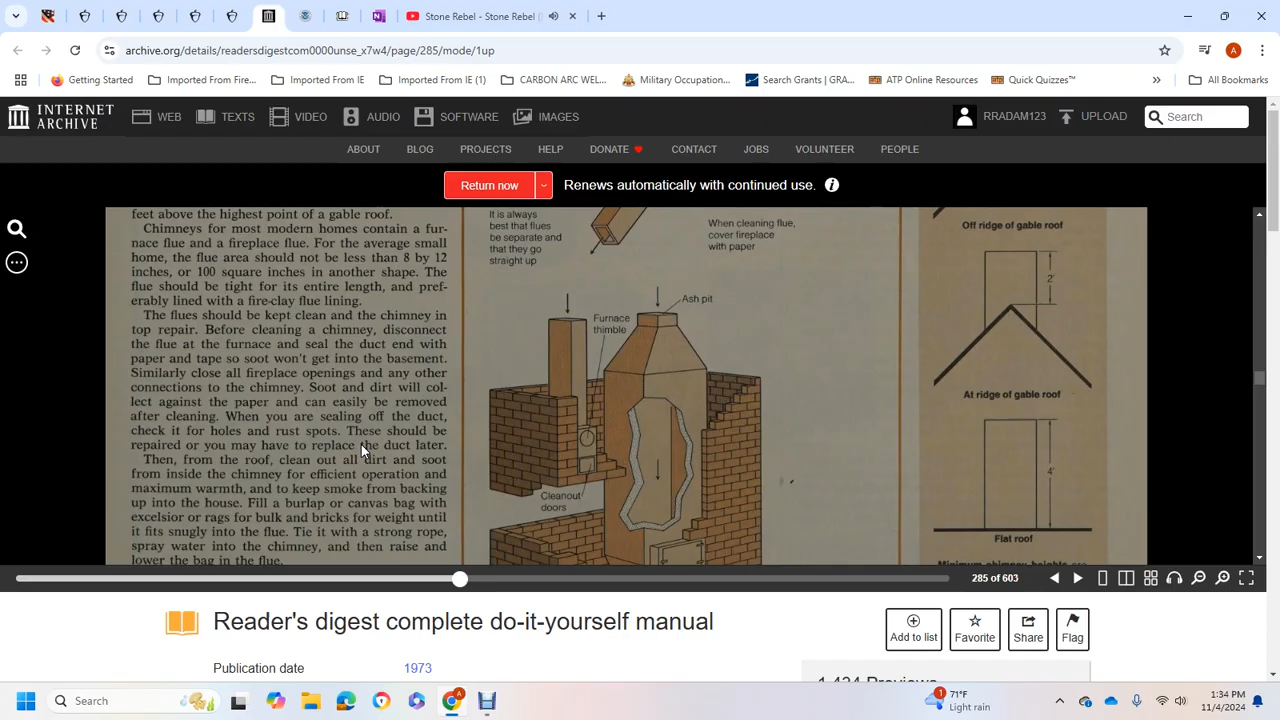 Stone Rebel - Stone Rebel (
archive.org/details/readersdigestcom0000unse_x7w4/page/285/mode/1up
A
Getting Started
Imported From Fire...
Imported From IE
Imported From IE (1)
CARBON ARC WEL...
Military Occupation...
Search Grants | GRA...
ATP Online Resources
Quick Quizzes™
»
All Bookmarks
INTERNET
ARCHIVE
WEB
TEXTS
VIDEO
AUDIO
SOFTWARE
IMAGES
RRADAM123
UPLOAD
Search
ABOUT
BLOG
PROJECTS
HELP
DONATE
CONTACT
JOBS
VOLUNTEER
PEOPLE
Return now
Renews automatically with continued use.
feet above the highest point of a gable roof.
Chimneys for most modern homes contain a fur-
nace flue and a fireplace flue. For the average small
home, the flue area should not be less than 8 by 12
inches, or 100 square inches in another shape. The
flue should be tight for its entire length, and pref-
erably lined with a fire-clay flue lining.
The flues should be kept clean and the chimney in
top repair. Before cleaning a chimney, disconnect
the flue at the furnace and seal the duct end with
paper and tape so soot won't get into the basement.
Similarly close all fireplace openings and any other
connections to the chimney. Soot and dirt will col-
lect against the paper and can easily be removed
after cleaning. When you are sealing off the duct,
check it for holes and rust spots. These should be
repaired or you may have to replace the duct later.
Then, from the roof, clean out all dirt and soot
from inside the chimney for efficient operation and
maximum warmth, and to keep smoke from backing
up into the house. Fill a burlap or canvas bag with
excelsior or rags for bulk and bricks for weight until
it fits snugly into the flue. Tie it with a strong rope,
spray water into the chimney, and then raise and
lower the bag in the flue.
It is always
best that flues
be separate and
that they go
straight up
When cleaning flue,
cover fireplace
with paper
Ash pit
Furnace
thimble
Cleanout
doors
Off ridge of gable roof
2'
At ridge of gable roof
4'
Flat roof
Minimum chimney heights are
285 of 603
Reader's digest complete do-it-yourself manual
Add to list
Favorite
Share
Flag
Publication date
1973
1,434 Previews
Search
A
1
71°F
Light rain
1:34 PM
11/4/2024